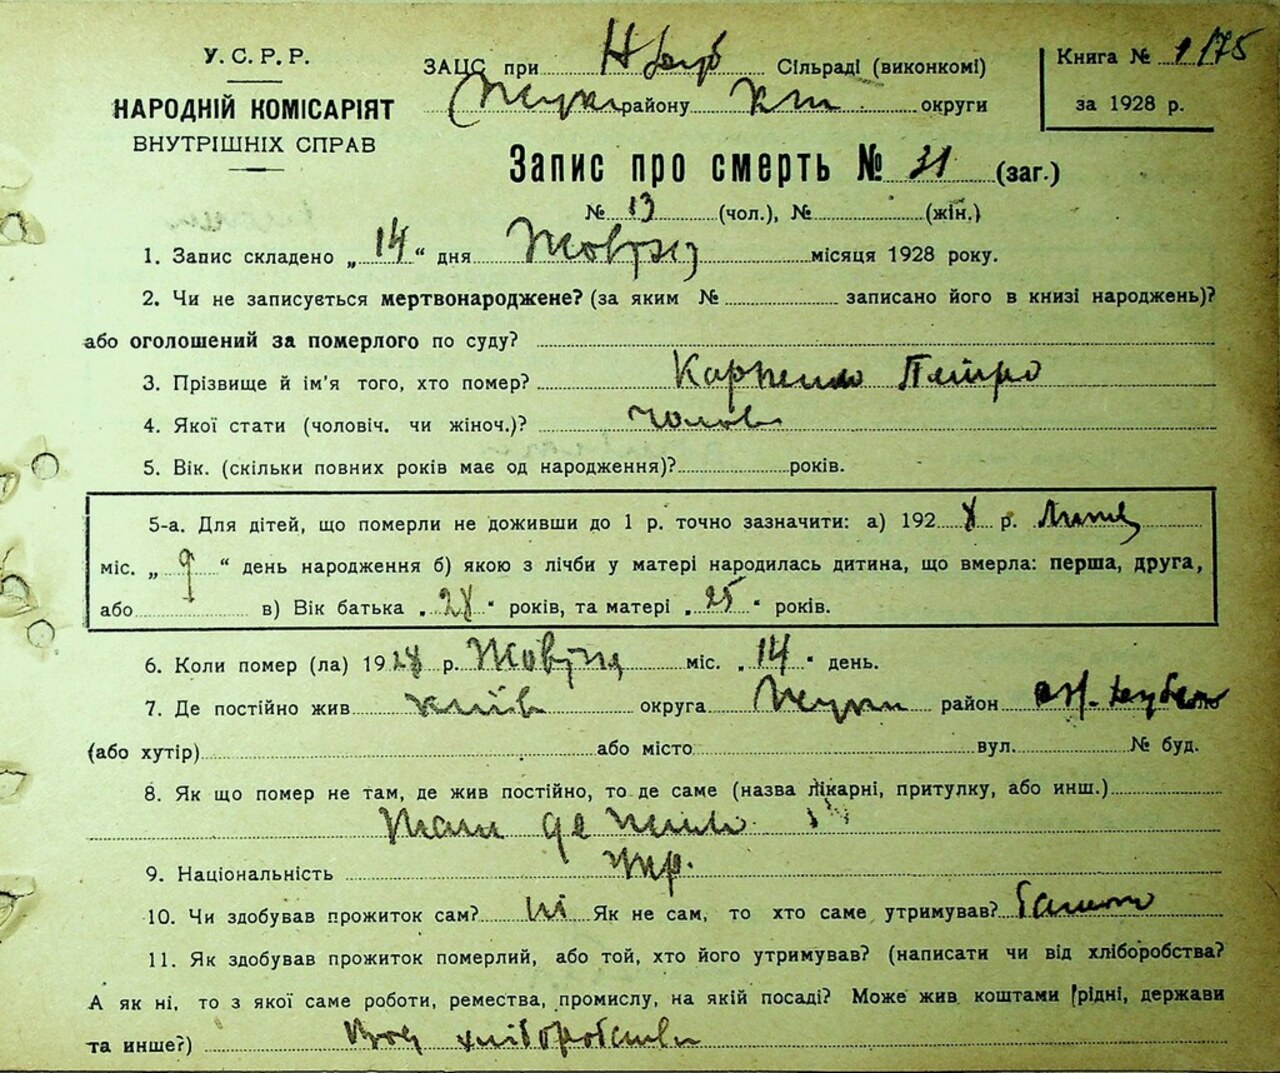 У. С. Р. Р.
НАРОДНІЙ КОМІСАРІЯТ
ВНУТРІШНІХ СПРАВ
ЗАЦС при Сільраді (виконкомі)
району округи
Книга № 1/75
за 1928 р.
Запис про смерть № 31 (заг.)
№ 13 (чол.), № (жін.)
1. Запис складено „ 14 “ дня Жовтня місяця 1928 року.
2. Чи не записується мертвонароджене? (за яким № записано його в книзі народжень)?
або оголошений за померлого по суду?
3. Прізвище й ім'я того, хто помер? Карпенко Петро
4. Якої стати (чоловіч. чи жіноч.)? чолов
5. Вік. (скільки повних років має од народження)? років.
5-а. Для дітей, що померли не доживши до 1 р. точно зазначити: а) 1928 р. Липня
міс. „ 9 “ день народження б) якою з лічби у матері народилась дитина, що вмерла: перша, друга,
або в) Вік батька „ 28 “ років, та матері „ 25 “ років.
6. Коли помер (ла) 1928 р. Жовтня міс. „ 14 “ день.
7. Де постійно жив київ округа район
(або хутір) або місто вул. № буд.
8. Як що помер не там, де жив постійно, то де саме (назва лікарні, притулку, або инш.)
там де жив
9. Національність укр.
10. Чи здобував прожиток сам? ні Як не сам, то хто саме утримував? батько
11. Як здобував прожиток померлий, або той, хто його утримував? (написати чи від хліборобства?
А як ні, то з якої саме роботи, ремества, промислу, на якій посаді? Може жив коштами (рідні, держави
та инше?) хліборобства